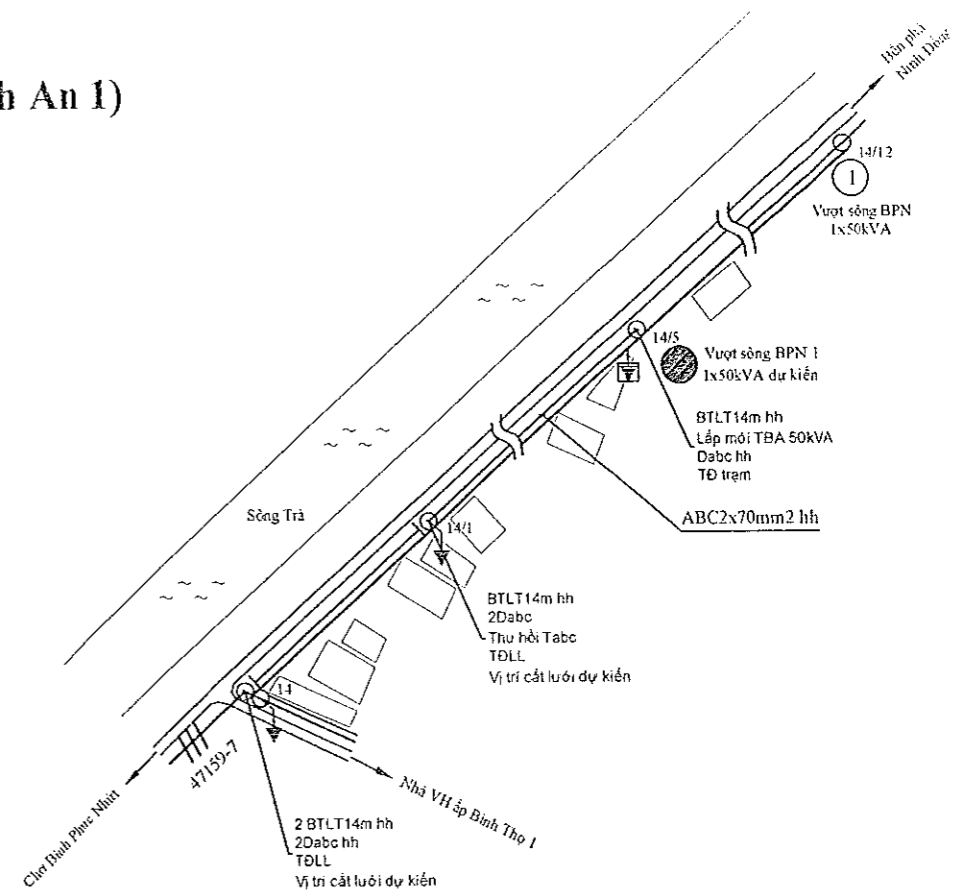 h An 1)
Bến phà
Ninh Đông
14/12
1
Vượt sông BPN
1x50kVA
14/5
Vượt sông BPN 1
1x50kVA dự kiến
BTLT14m hh
Lắp mới TBA 50kVA
Dabc hh
TĐ trạm
ABC2x70mm2 hh
Sông Trà
14/1
BTLT14m hh
2Dabc
Thu hồi Tabc
TĐLL
Vị trí cắt lưới dự kiến
14
47159-7
Nhà VH ấp Bình Thọ 1
Chợ Bình Phục Nhứt
2 BTLT14m hh
2Dabc hh
TĐLL
Vị trí cắt lưới dự kiến